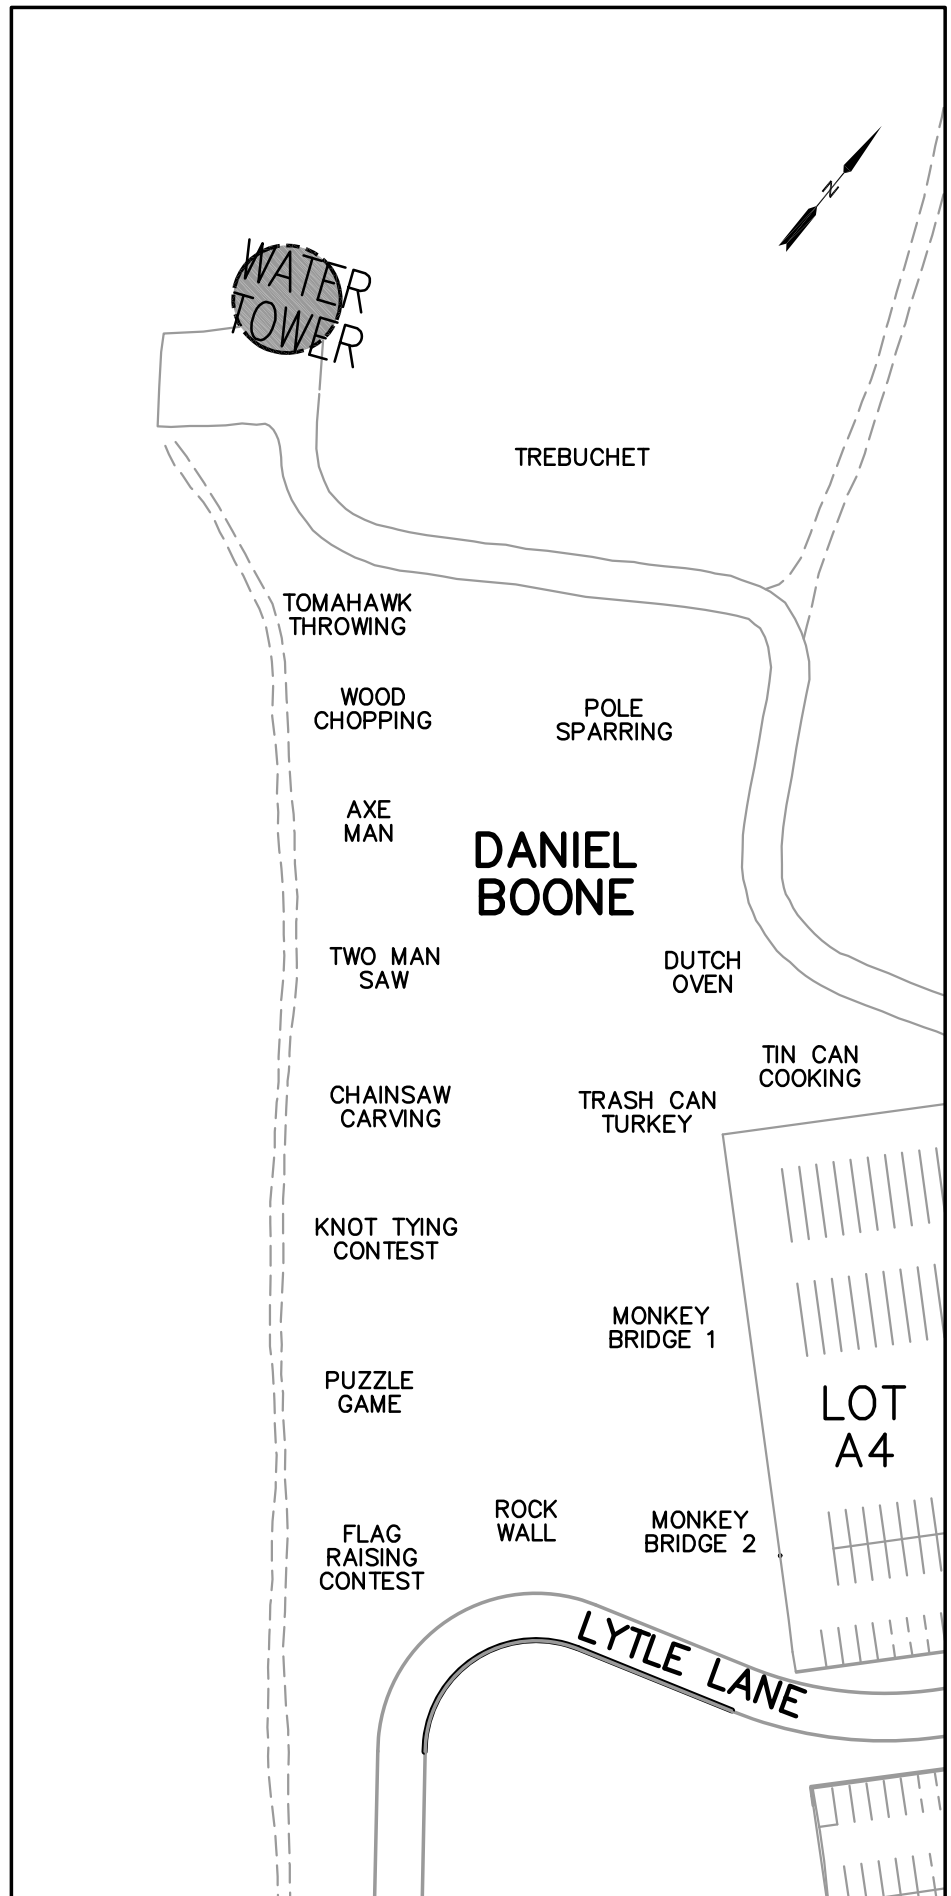 N
WATER
TOWER
TREBUCHET
TOMAHAWK
THROWING
WOOD
CHOPPING
POLE
SPARRING
AXE
MAN
DANIEL
BOONE
TWO MAN
SAW
DUTCH
OVEN
TIN CAN
COOKING
CHAINSAW
CARVING
TRASH CAN
TURKEY
KNOT TYING
CONTEST
MONKEY
BRIDGE 1
PUZZLE
GAME
LOT
A4
ROCK
WALL
MONKEY
BRIDGE 2
FLAG
RAISING
CONTEST
LYTLE LANE